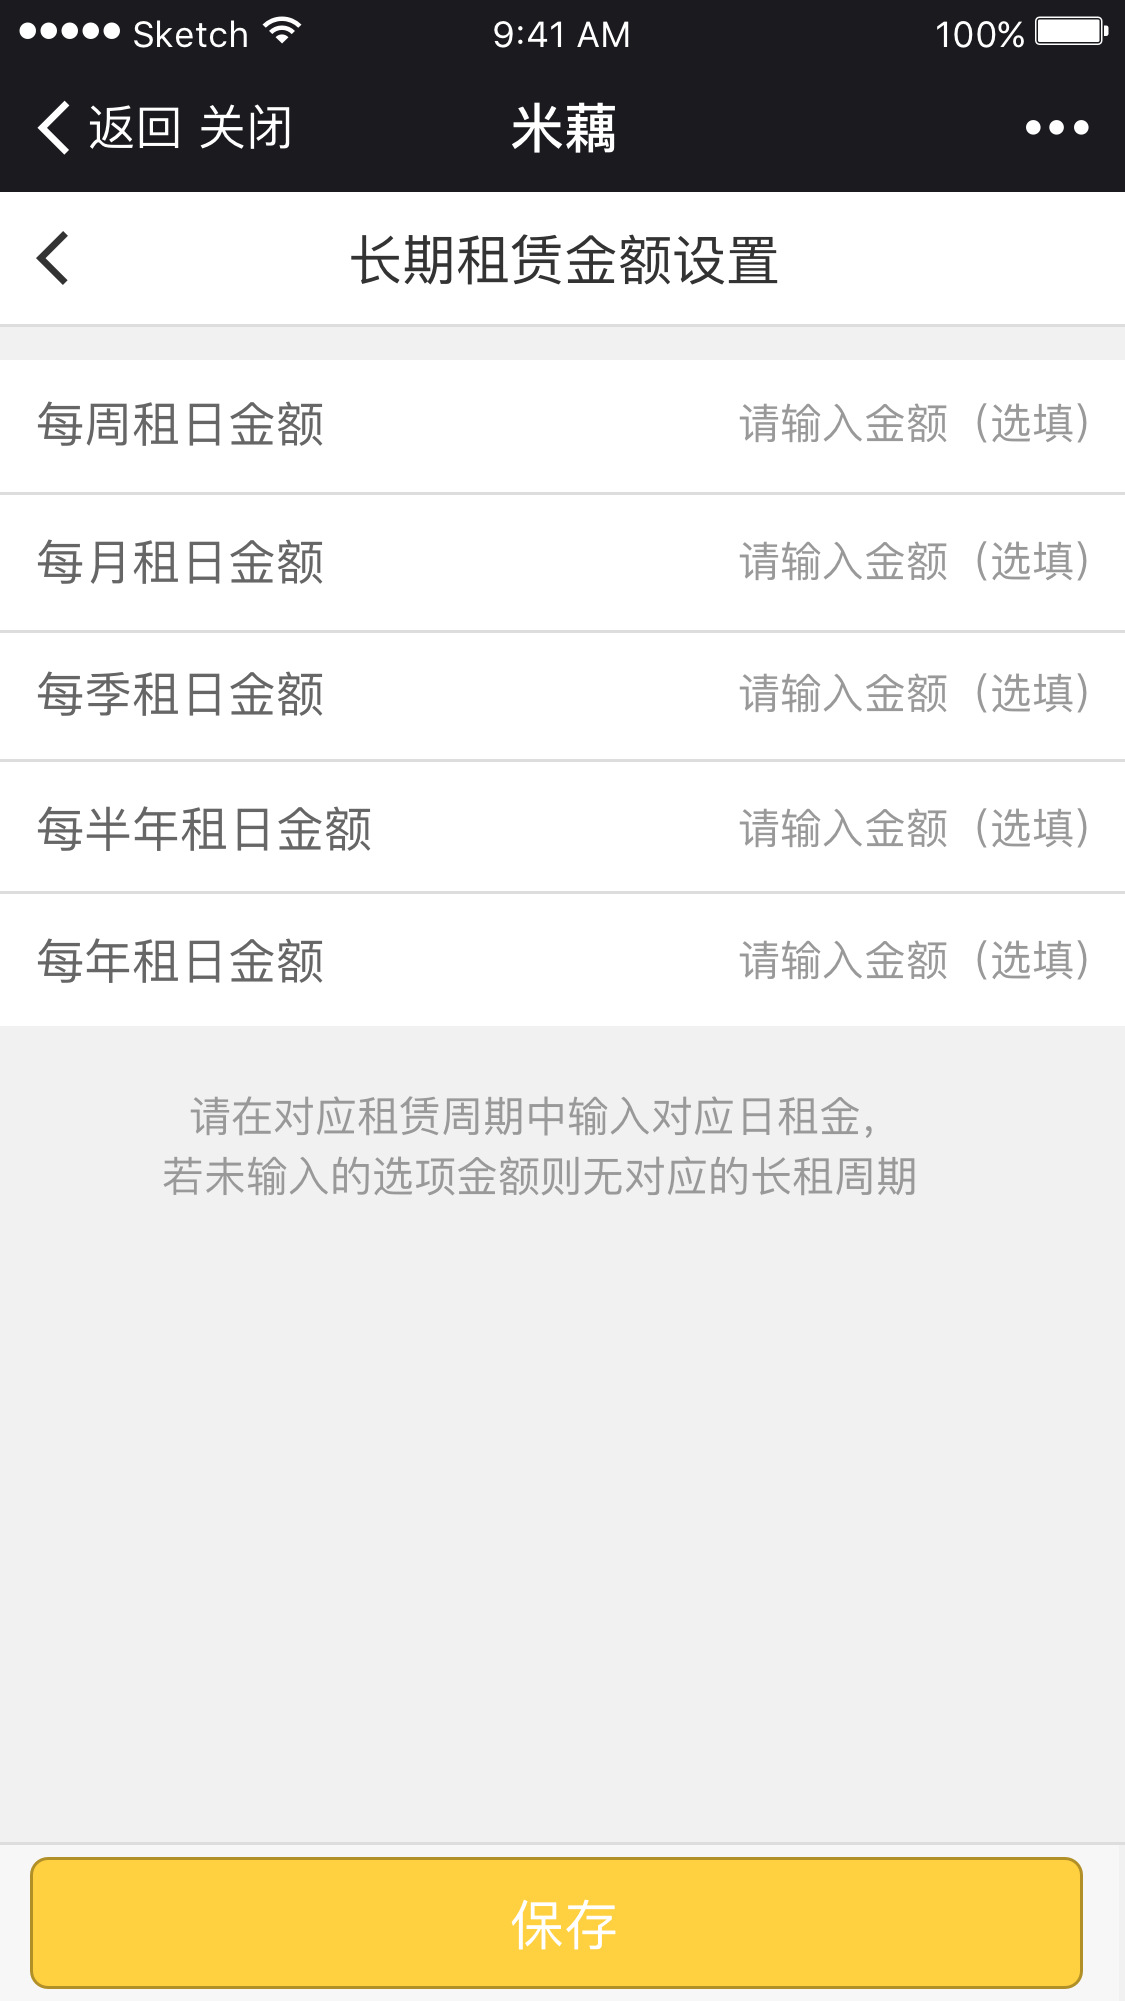 Sketch 9:41 AM 100%
返回 关闭 米藕
长期租赁金额设置
每周租日金额 请输入金额（选填）
每月租日金额 请输入金额（选填）
每季租日金额 请输入金额（选填）
每半年租日金额 请输入金额（选填）
每年租日金额 请输入金额（选填）
请在对应租赁周期中输入对应日租金，
若未输入的选项金额则无对应的长租周期
保存